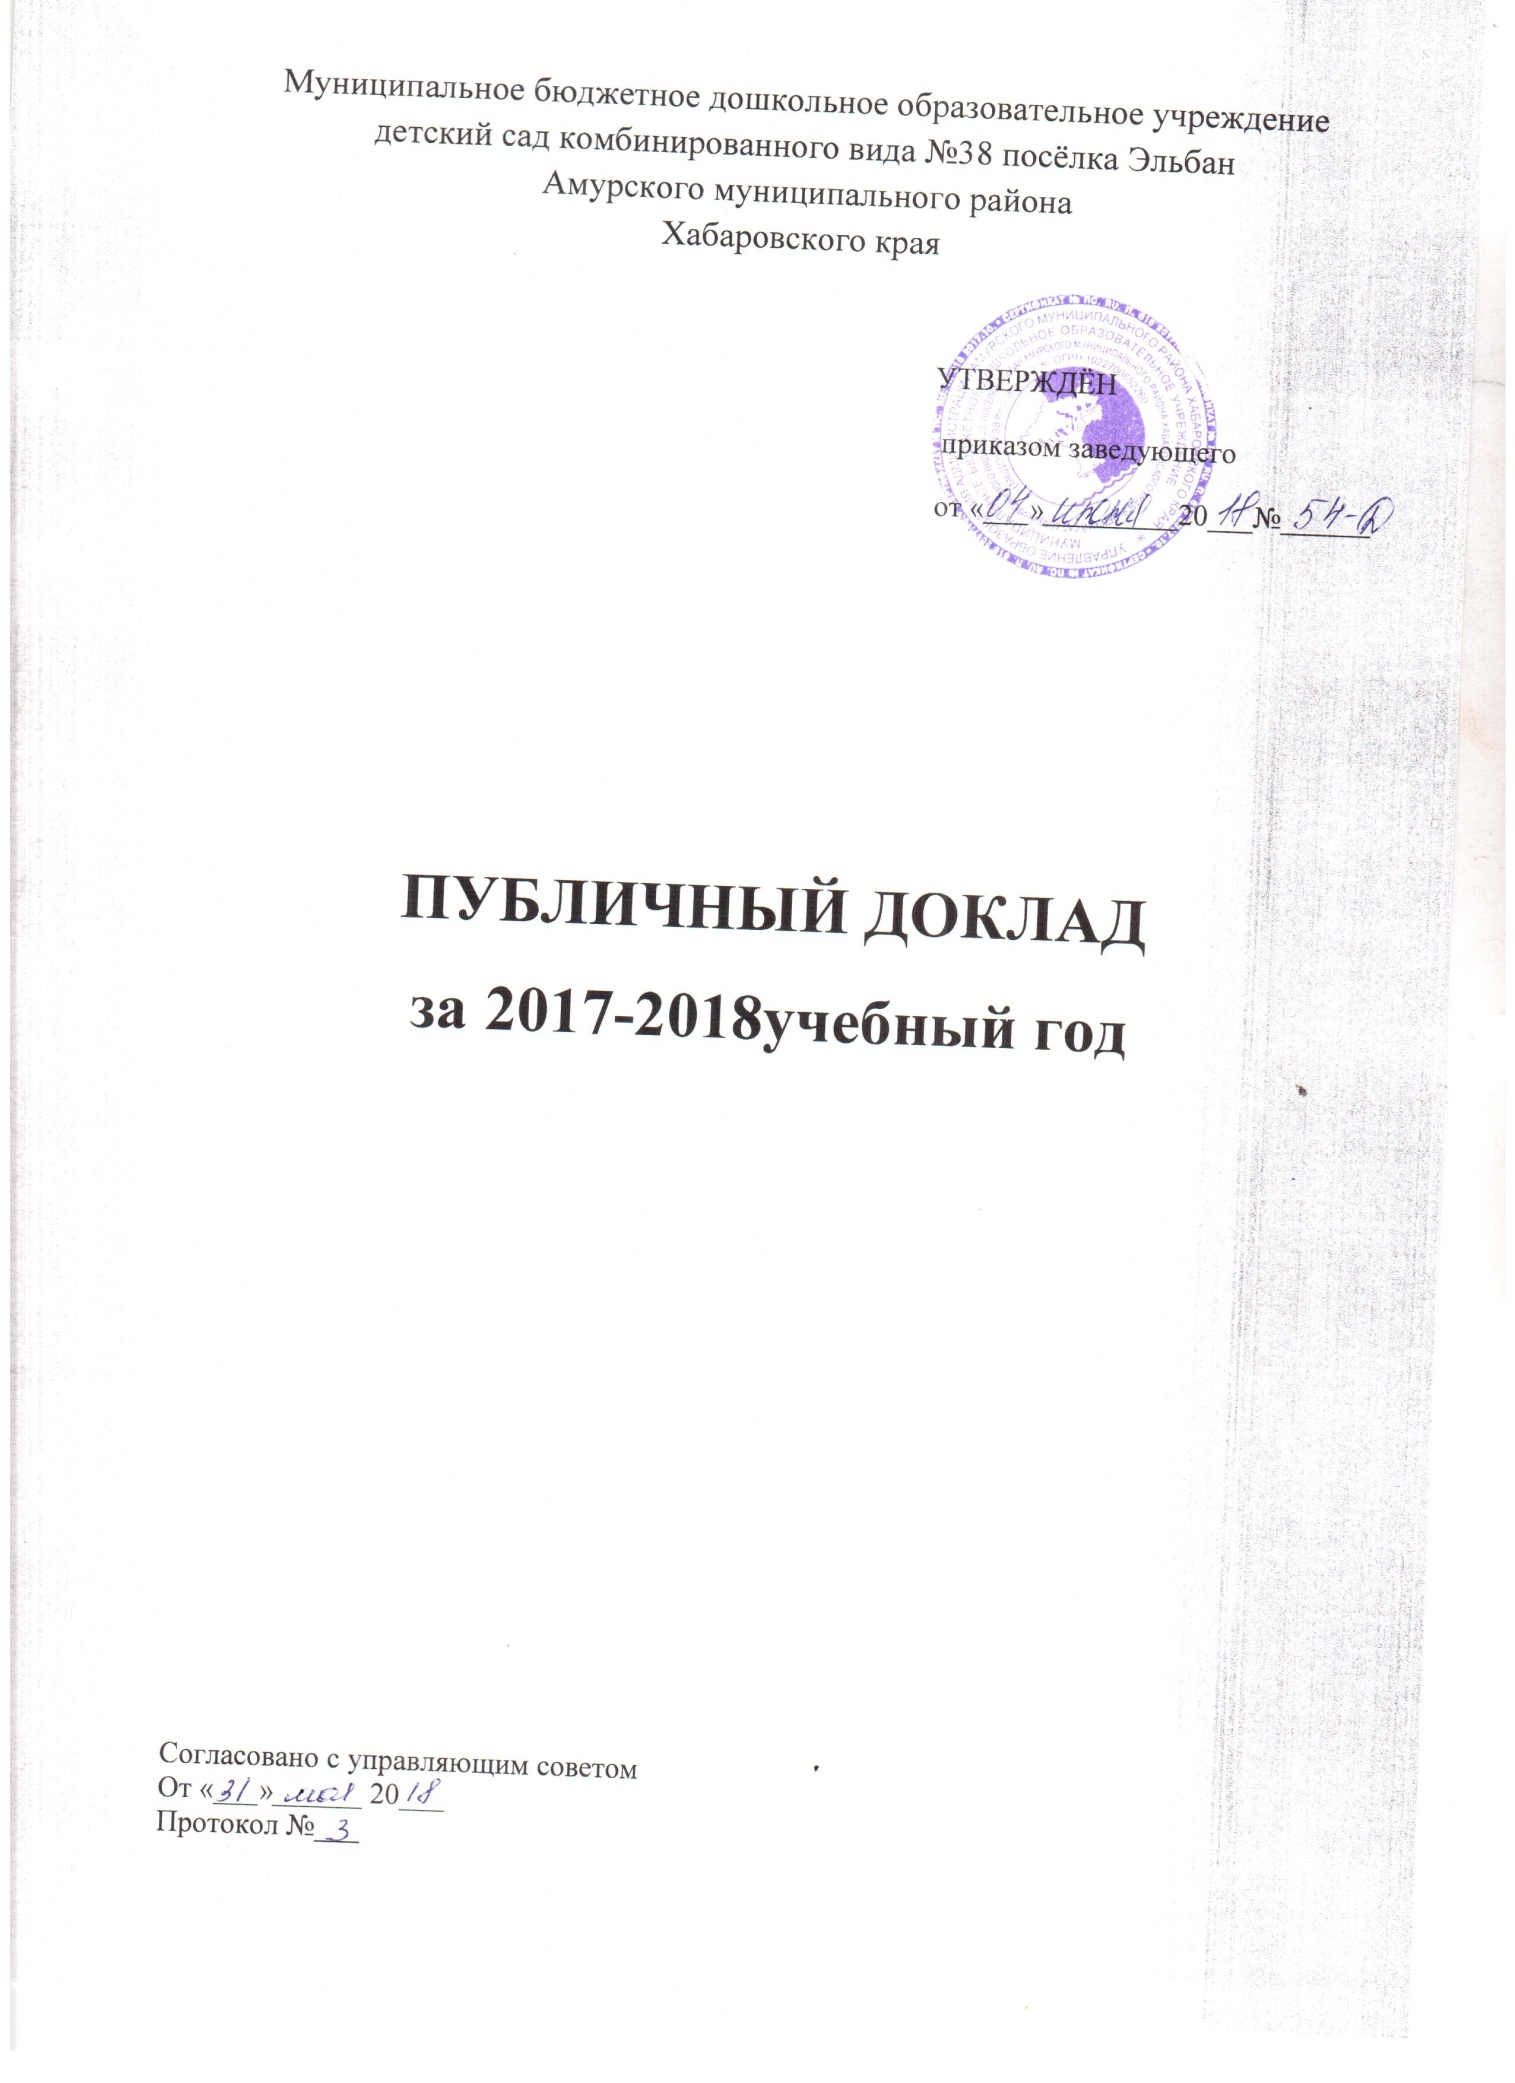 Муниципальное бюджетное дошкольное образовательное учреждение
детский сад комбинированного вида №38 посёлка Эльбан
Амурского муниципального района
Хабаровского края
УТВЕРЖДЁН
приказом заведующего
от «04» июня 2018 № 54-Д
ПУБЛИЧНЫЙ ДОКЛАД
за 2017-2018учебный год
Согласовано с управляющим советом
От «31» мая 2018
Протокол № 3